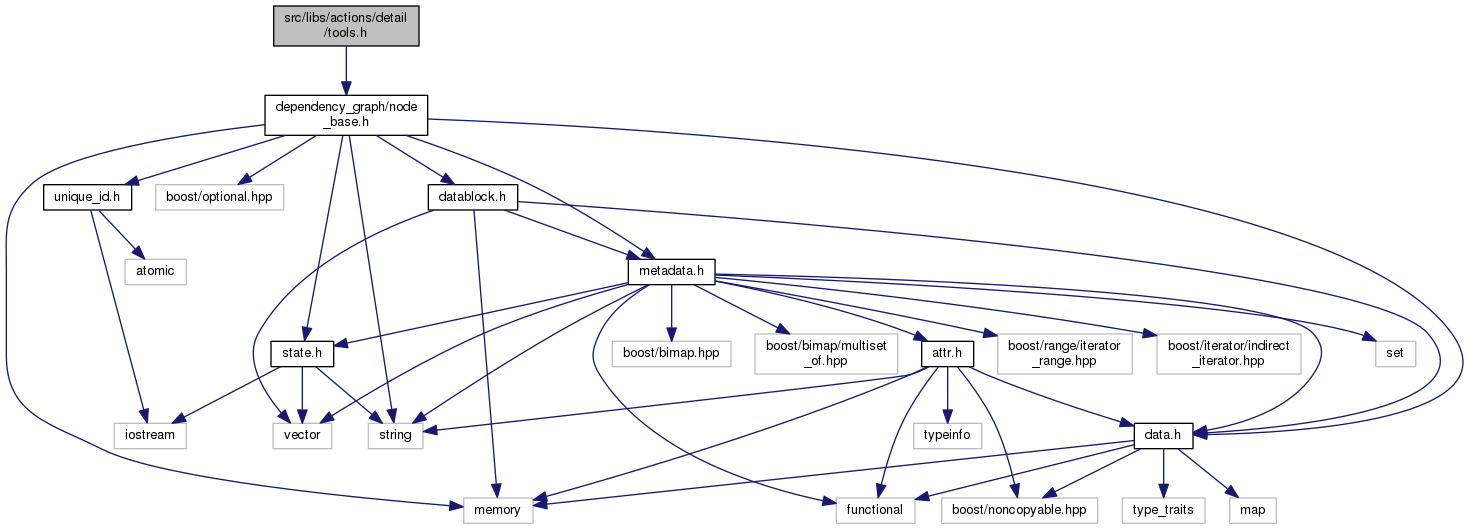 src/libs/actions/detail
/tools.h
dependency_graph/node
_base.h
unique_id.h
boost/optional.hpp
datablock.h
atomic
metadata.h
state.h
boost/bimap.hpp
boost/bimap/multiset
_of.hpp
attr.h
boost/range/iterator
_range.hpp
boost/iterator/indirect
_iterator.hpp
set
iostream
vector
string
typeinfo
data.h
memory
functional
boost/noncopyable.hpp
type_traits
map